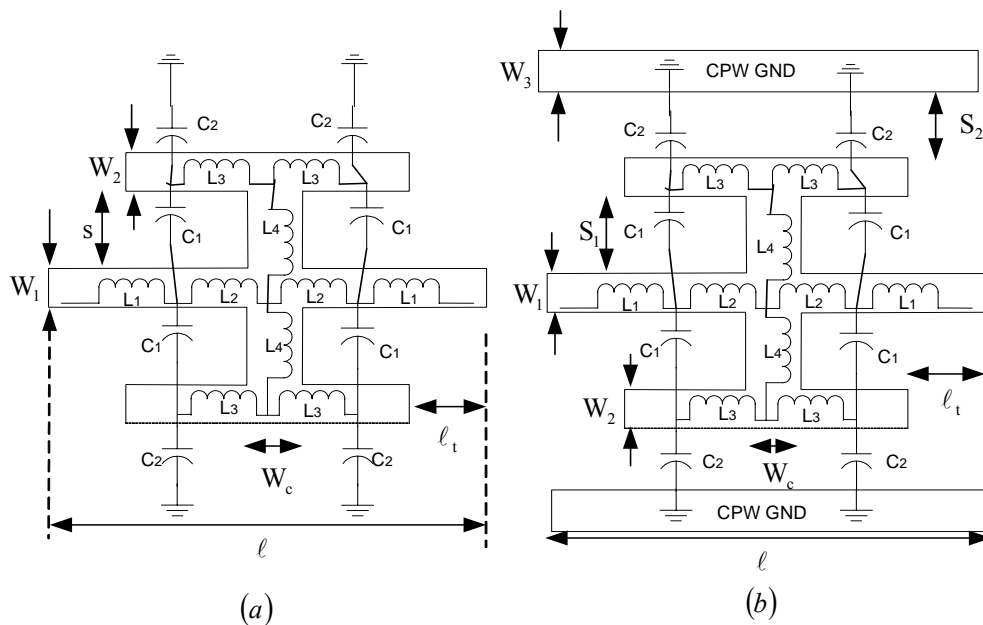 CPW GND
W3
C2 C2 C2 C2 S2
W2 L3 L3 L3 L3
s C1 L4 C1 S1 C1 L4 C1
W1 L1 L2 L2 L1 W1 L1 L2 L2 L1
C1 L4 C1 C1 L4 C1
ℓt ℓt
L3 L3 W2 L3 L3
C2 Wc C2 C2 Wc C2
CPW GND
ℓ ℓ
(a) (b)